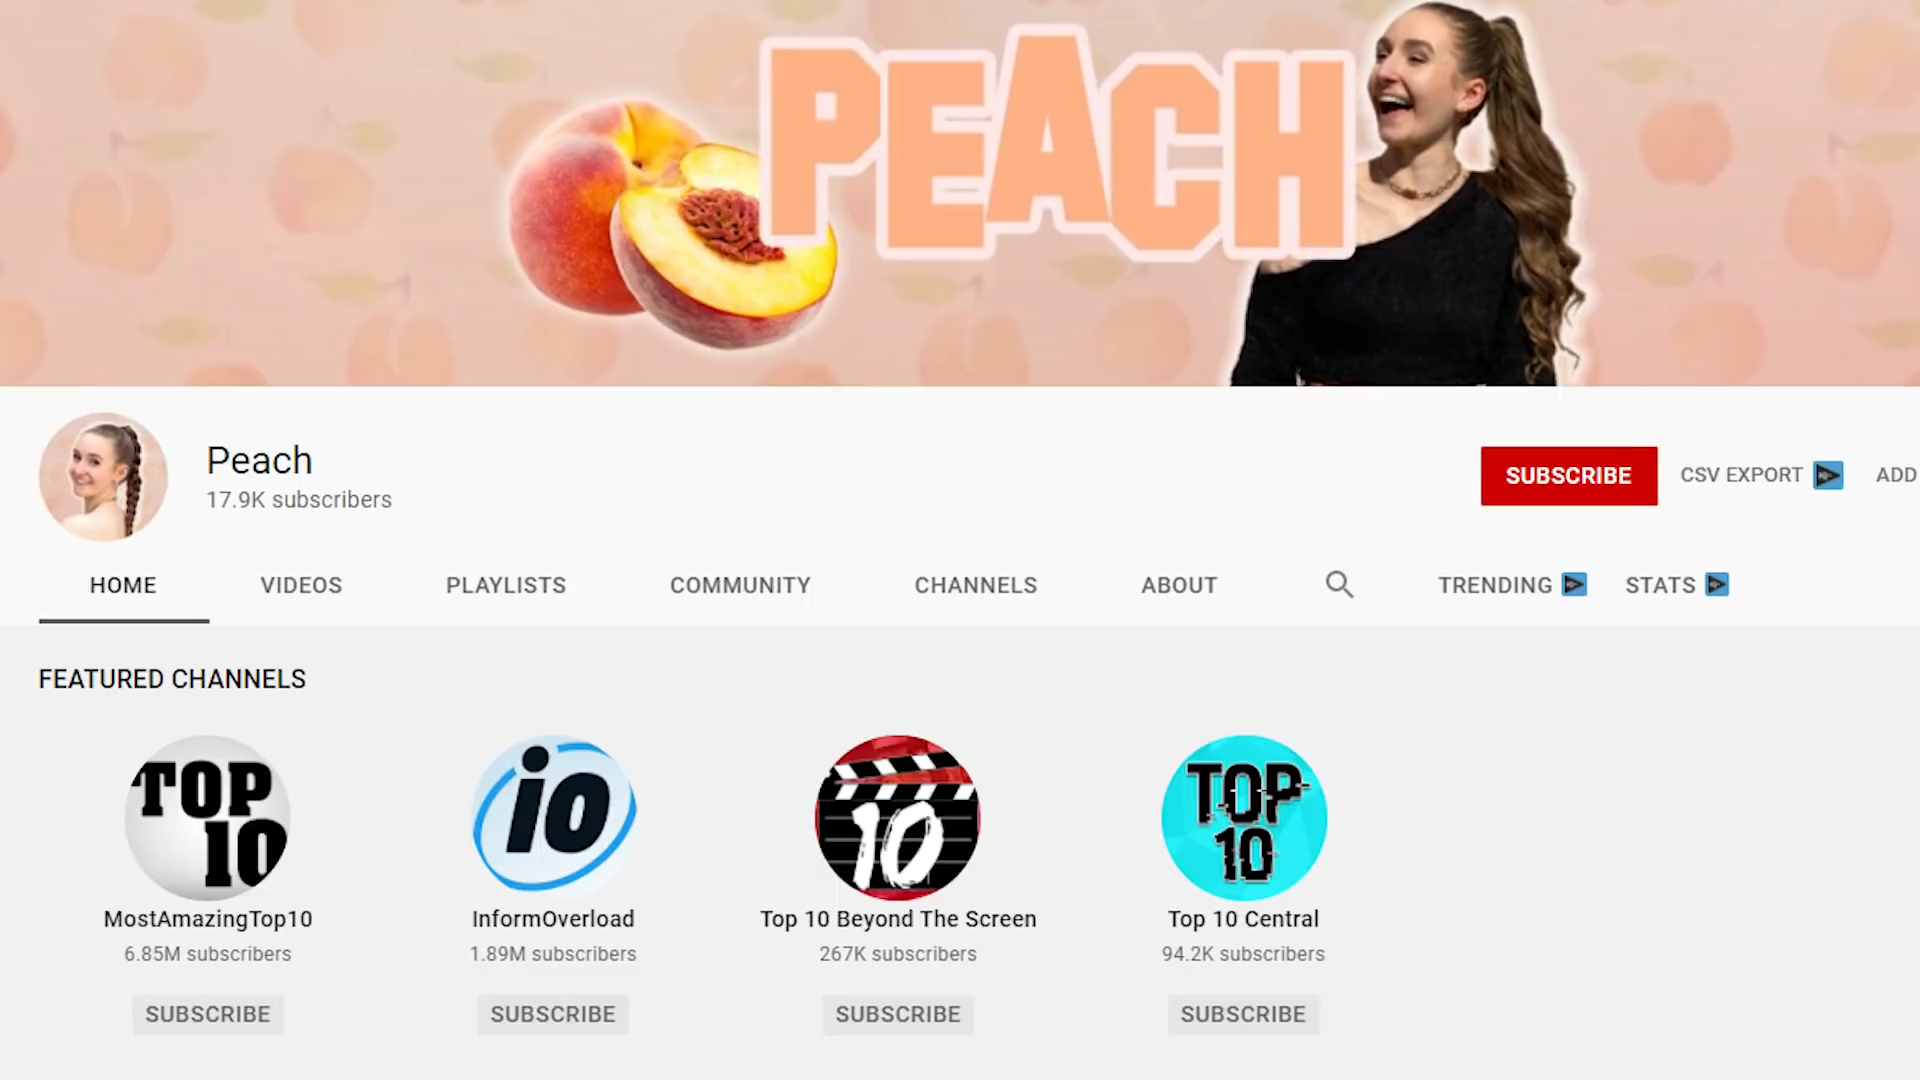 PEACH
Peach
17.9K subscribers
SUBSCRIBE
CSV EXPORT
ADD
HOME
VIDEOS
PLAYLISTS
COMMUNITY
CHANNELS
ABOUT
TRENDING
STATS
FEATURED CHANNELS
TOP
10
io
10
TOP
10
MostAmazingTop10
InformOverload
Top 10 Beyond The Screen
Top 10 Central
6.85M subscribers
1.89M subscribers
267K subscribers
94.2K subscribers
SUBSCRIBE
SUBSCRIBE
SUBSCRIBE
SUBSCRIBE